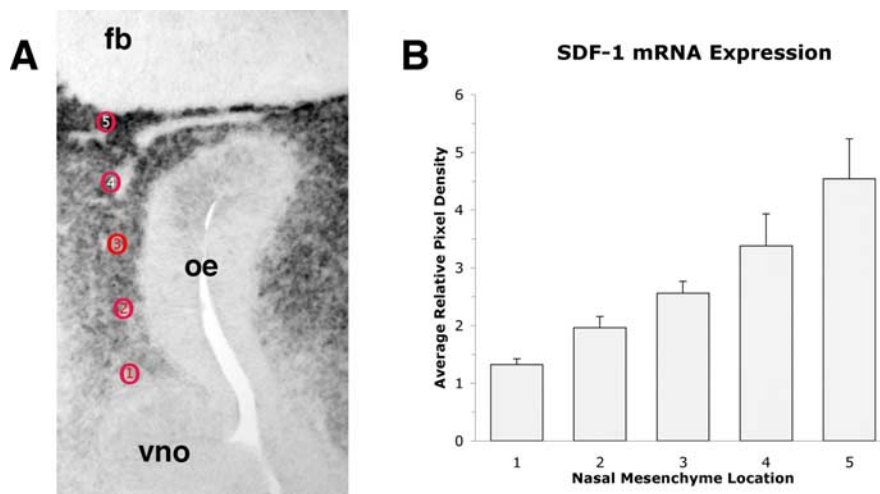 A
fb
5
4
3
2
1
oe
vno
B
SDF-1 mRNA Expression
Average Relative Pixel Density
6
5
4
3
2
1
0
1 2 3 4 5
Nasal Mesenchyme Location